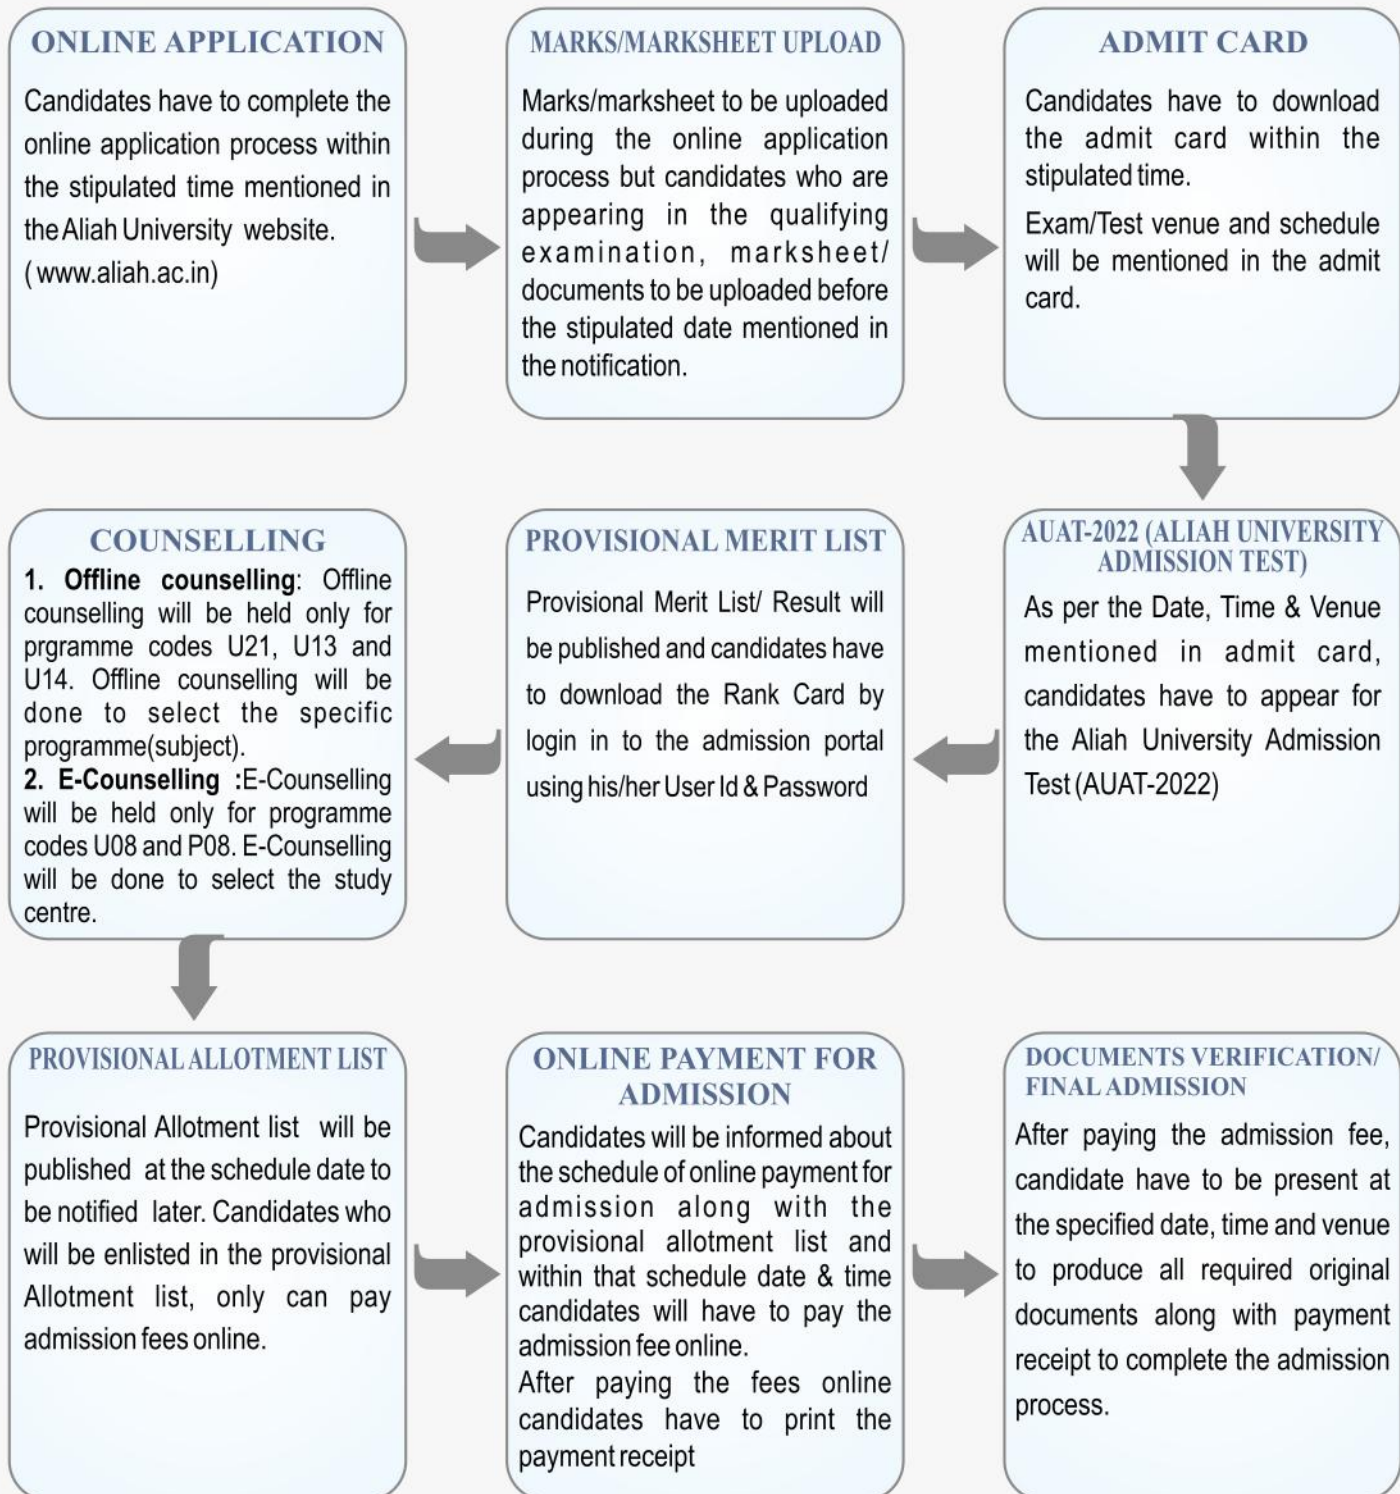 ONLINE APPLICATION
Candidates have to complete the
online application process within
the stipulated time mentioned in
the Aliah University website.
( www.aliah.ac.in)
MARKS/MARKSHEET UPLOAD
Marks/marksheet to be uploaded
during the online application
process but candidates who are
appearing in the qualifying
examination, marksheet/
documents to be uploaded before
the stipulated date mentioned in
the notification.
ADMIT CARD
Candidates have to download
the admit card within the
stipulated time.
Exam/Test venue and schedule
will be mentioned in the admit
card.
AUAT-2022 (ALIAH UNIVERSITY
ADMISSION TEST)
As per the Date, Time & Venue
mentioned in admit card,
candidates have to appear for
the Aliah University Admission
Test (AUAT-2022)
PROVISIONAL MERIT LIST
Provisional Merit List/ Result will
be published and candidates have
to download the Rank Card by
login in to the admission portal
using his/her User Id & Password
COUNSELLING
1. Offline counselling: Offline
counselling will be held only for
prgramme codes U21, U13 and
U14. Offline counselling will be
done to select the specific
programme(subject).
2. E-Counselling :E-Counselling
will be held only for programme
codes U08 and P08. E-Counselling
will be done to select the study
centre.
PROVISIONAL ALLOTMENT LIST
Provisional Allotment list will be
published at the schedule date to
be notified later. Candidates who
will be enlisted in the provisional
Allotment list, only can pay
admission fees online.
ONLINE PAYMENT FOR
ADMISSION
Candidates will be informed about
the schedule of online payment for
admission along with the
provisional allotment list and
within that schedule date & time
candidates will have to pay the
admission fee online.
After paying the fees online
candidates have to print the
payment receipt
DOCUMENTS VERIFICATION/
FINAL ADMISSION
After paying the admission fee,
candidate have to be present at
the specified date, time and venue
to produce all required original
documents along with payment
receipt to complete the admission
process.